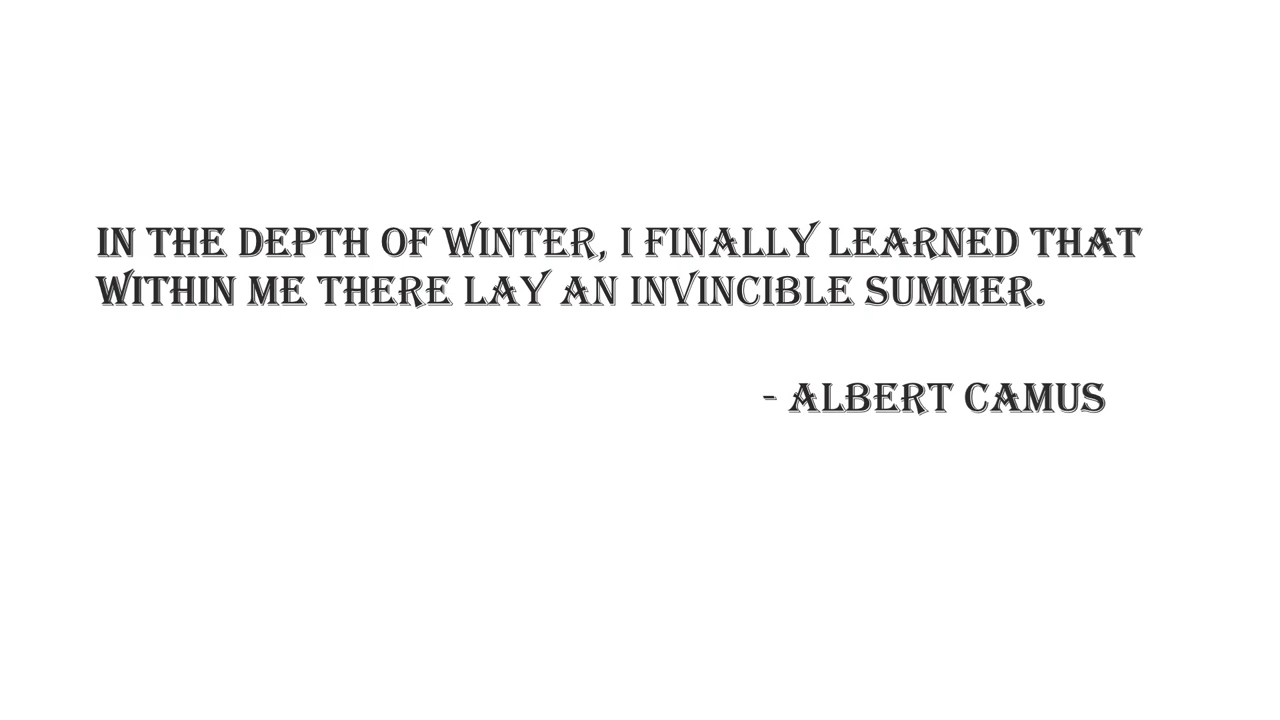 IN THE DEPTH OF WINTER, I FINALLY LEARNED THAT
WITHIN ME THERE LAY AN INVINCIBLE SUMMER.
- ALBERT CAMUS